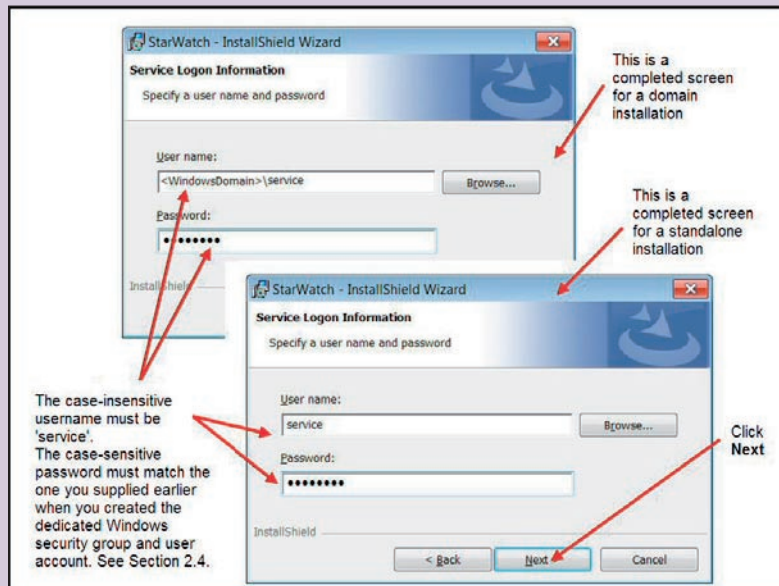 StarWatch - InstallShield Wizard
Service Logon Information
Specify a user name and password
User name:
<WindowsDomain>\service
Browse...
Password:
••••••••
InstallShield
This is a
completed screen
for a domain
installation
This is a
completed screen
for a standalone
installation
StarWatch - InstallShield Wizard
Service Logon Information
Specify a user name and password
User name:
service
Browse...
Password:
••••••••
InstallShield
< Back
Next
Cancel
The case-insensitive
username must be
'service'.
The case-sensitive
password must match the
one you supplied earlier
when you created the
dedicated Windows
security group and user
account. See Section 2.4.
Click
Next